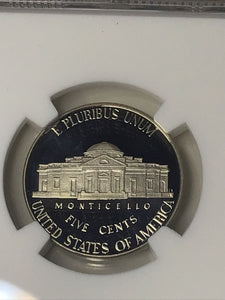 E PLURIBUS UNUM
MONTICELLO
FIVE CENTS
UNITED STATES OF AMERICA